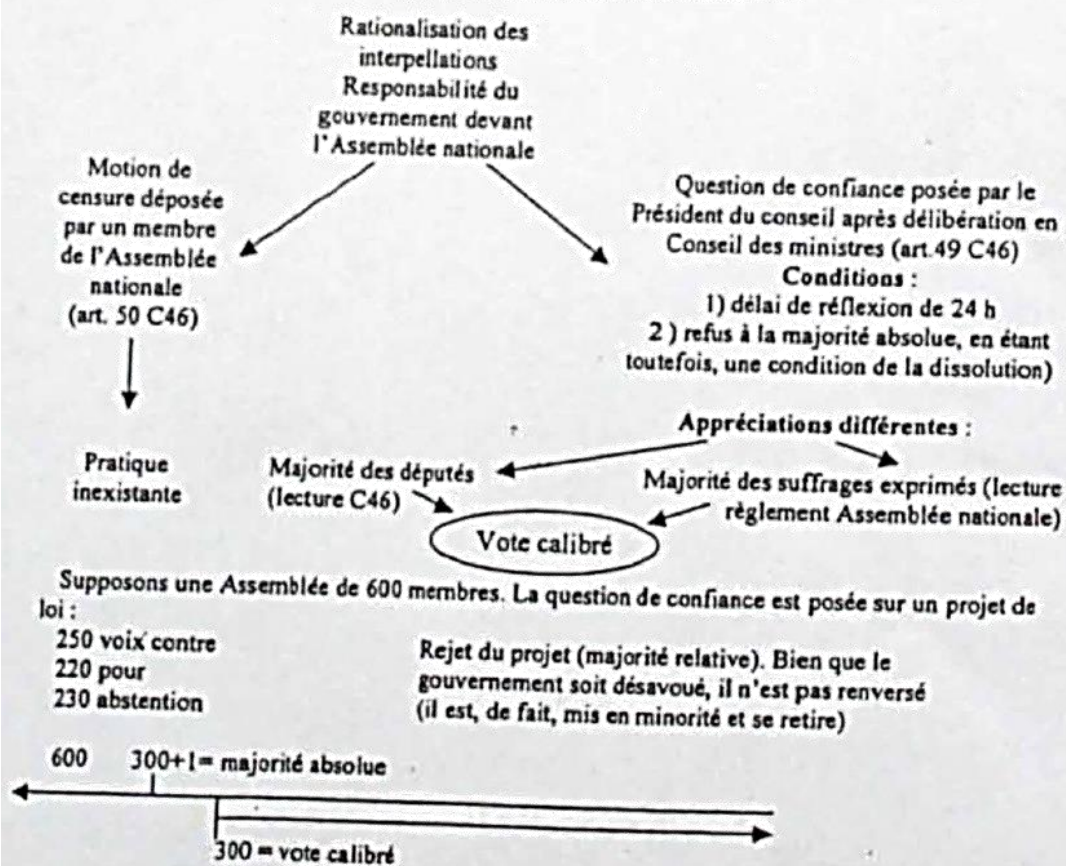 Rationalisation des
interpellations
Responsabilité du
gouvernement devant
l'Assemblée nationale
Motion de
censure déposée
par un membre
de l'Assemblée
nationale
(art. 50 C46)
Question de confiance posée par le
Président du conseil après délibération en
Conseil des ministres (art.49 C46)
Conditions :
1) délai de réflexion de 24 h
2 ) refus à la majorité absolue, en étant
toutefois, une condition de la dissolution)
Appréciations différentes :
Pratique
inexistante
Majorité des députés
(lecture C46)
Majorité des suffrages exprimés (lecture
règlement Assemblée nationale)
Vote calibré
Supposons une Assemblée de 600 membres. La question de confiance est posée sur un projet de
loi :
250 voix contre
220 pour
230 abstention
Rejet du projet (majorité relative). Bien que le
gouvernement soit désavoué, il n'est pas renversé
(il est, de fait, mis en minorité et se retire)
600 300+1= majorité absolue
300 = vote calibré